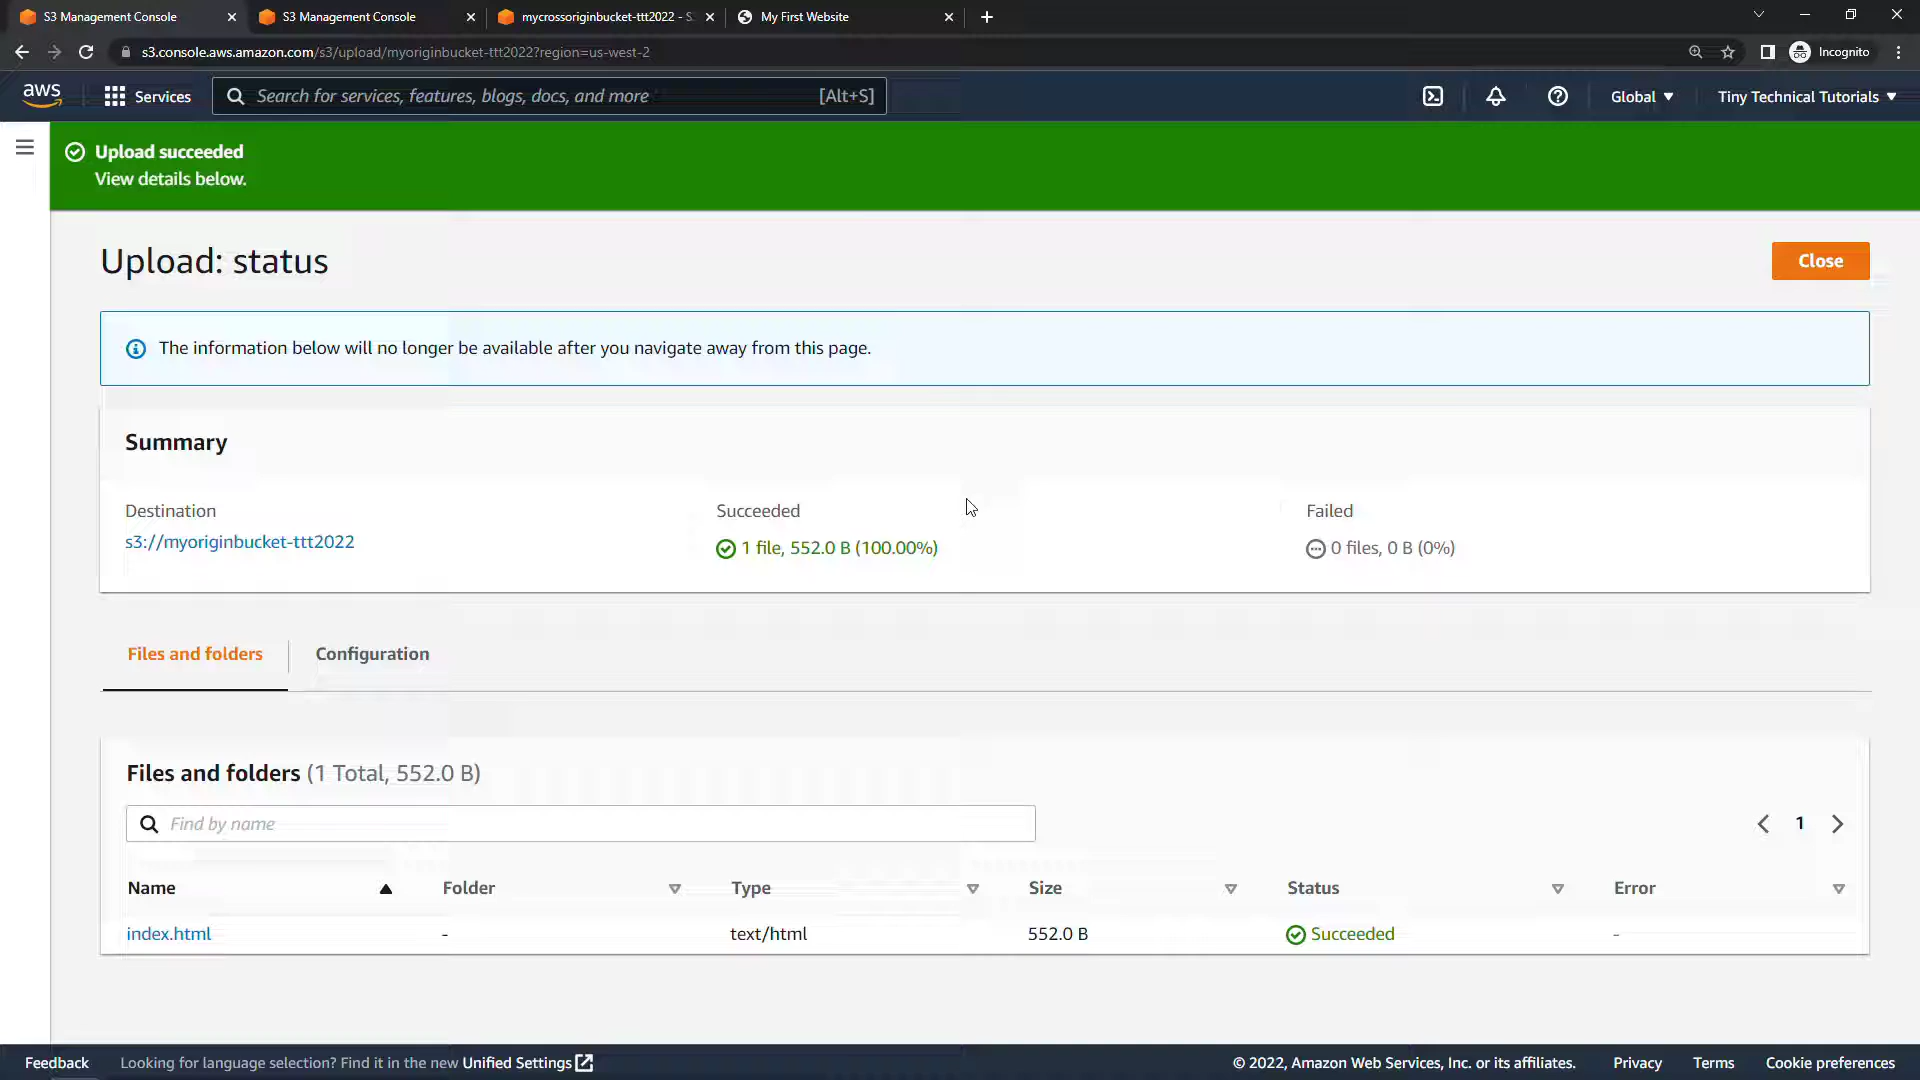 S3 Management Console
S3 Management Console
mycrossoriginbucket-ttt2022 - S
My First Website
s3.console.aws.amazon.com/s3/upload/myoriginbucket-ttt2022?region=us-west-2
Incognito
aws
Services
Search for services, features, blogs, docs, and more
[Alt+S]
Global
Tiny Technical Tutorials
Upload succeeded
View details below.
Upload: status
Close
The information below will no longer be available after you navigate away from this page.
Summary
Destination
Succeeded
Failed
s3://myoriginbucket-ttt2022
1 file, 552.0 B (100.00%)
0 files, 0 B (0%)
Files and folders
Configuration
Files and folders (1 Total, 552.0 B)
Find by name
1
Name
Folder
Type
Size
Status
Error
index.html
-
text/html
552.0 B
Succeeded
-
Feedback
Looking for language selection? Find it in the new Unified Settings
© 2022, Amazon Web Services, Inc. or its affiliates.
Privacy
Terms
Cookie preferences